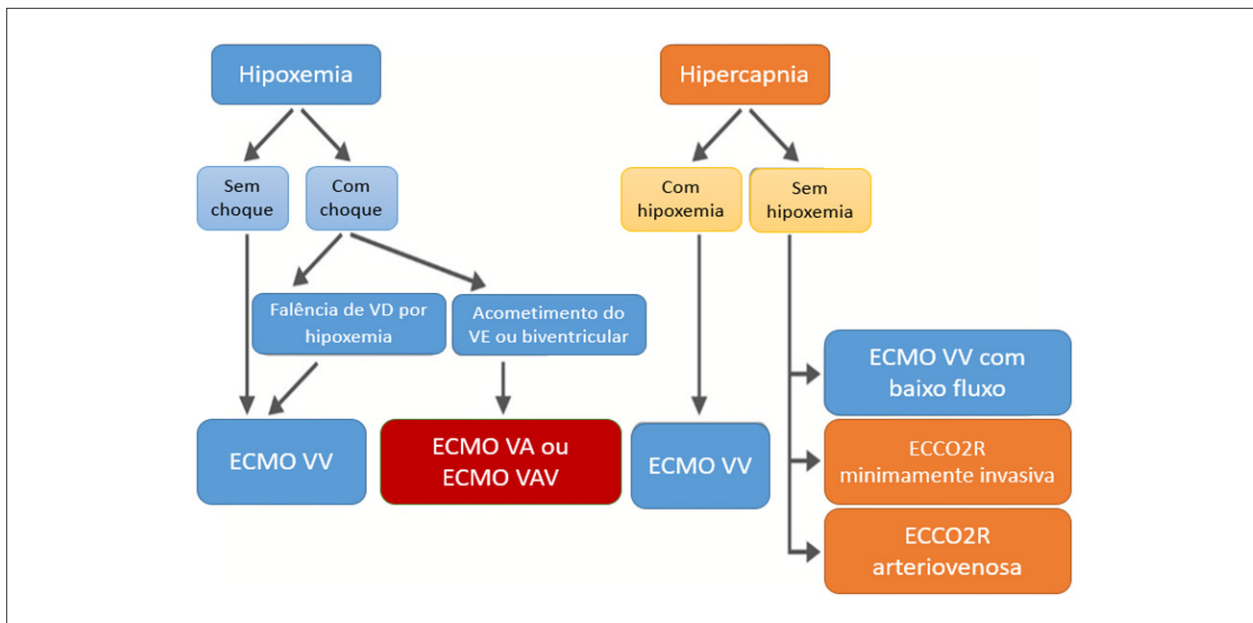 Hipoxemia
Hipercapnia
Sem
choque
Com
choque
Com
hipoxemia
Sem
hipoxemia
Falência de VD por
hipoxemia
Acometimento do
VE ou biventricular
ECMO VV com
baixo fluxo
ECMO VV
ECMO VA ou
ECMO VAV
ECMO VV
ECCO2R
minimamente invasiva
ECCO2R
arteriovenosa